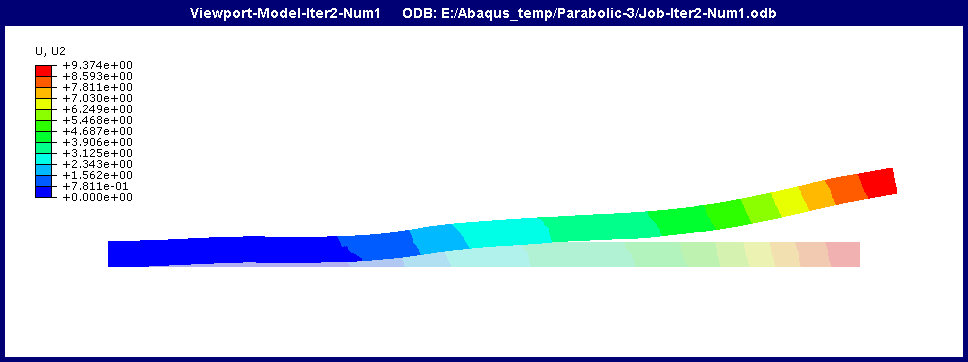 Viewport-Model-Iter2-Num1 ODB: E:/Abaqus_temp/Parabolic-3/Job-Iter2-Num1.odb
U, U2
+9.374e+00
+8.593e+00
+7.811e+00
+7.030e+00
+6.249e+00
+5.468e+00
+4.687e+00
+3.906e+00
+3.125e+00
+2.343e+00
+1.562e+00
+7.811e-01
+0.000e+00